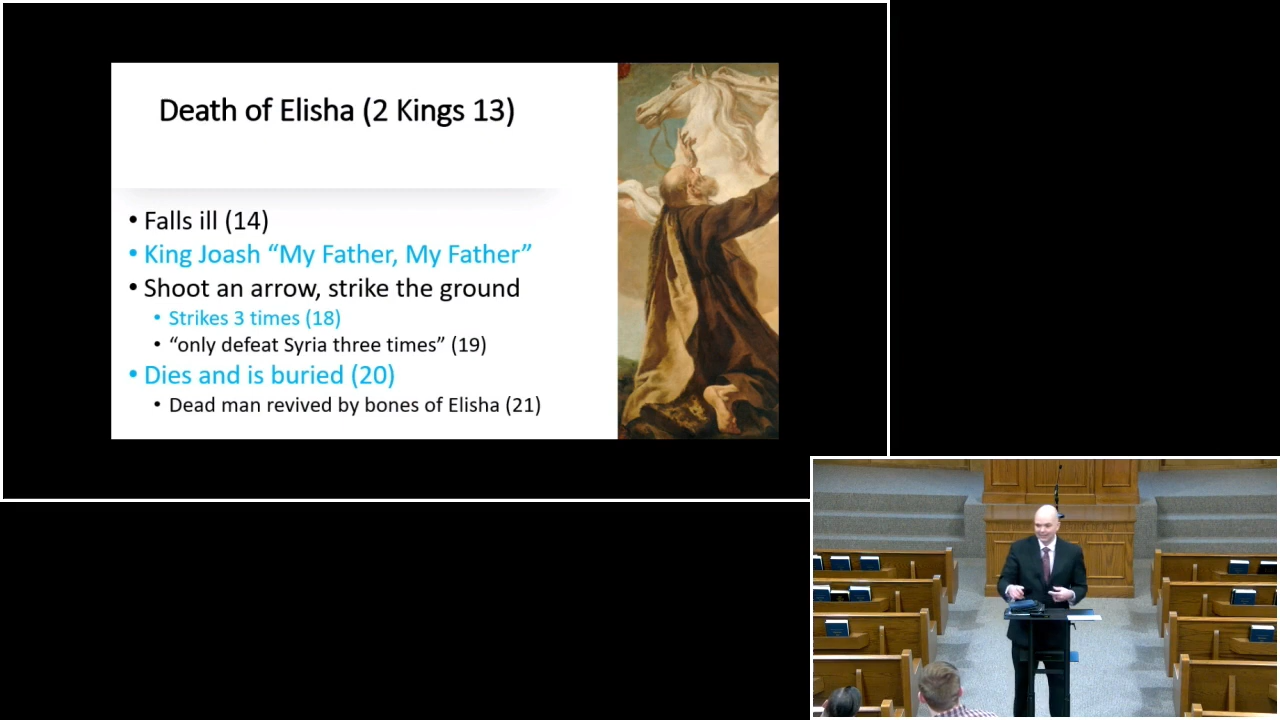 Death of Elisha (2 Kings 13)
• Falls ill (14)
• King Joash “My Father, My Father”
• Shoot an arrow, strike the ground
• Strikes 3 times (18)
• “only defeat Syria three times” (19)
• Dies and is buried (20)
• Dead man revived by bones of Elisha (21)